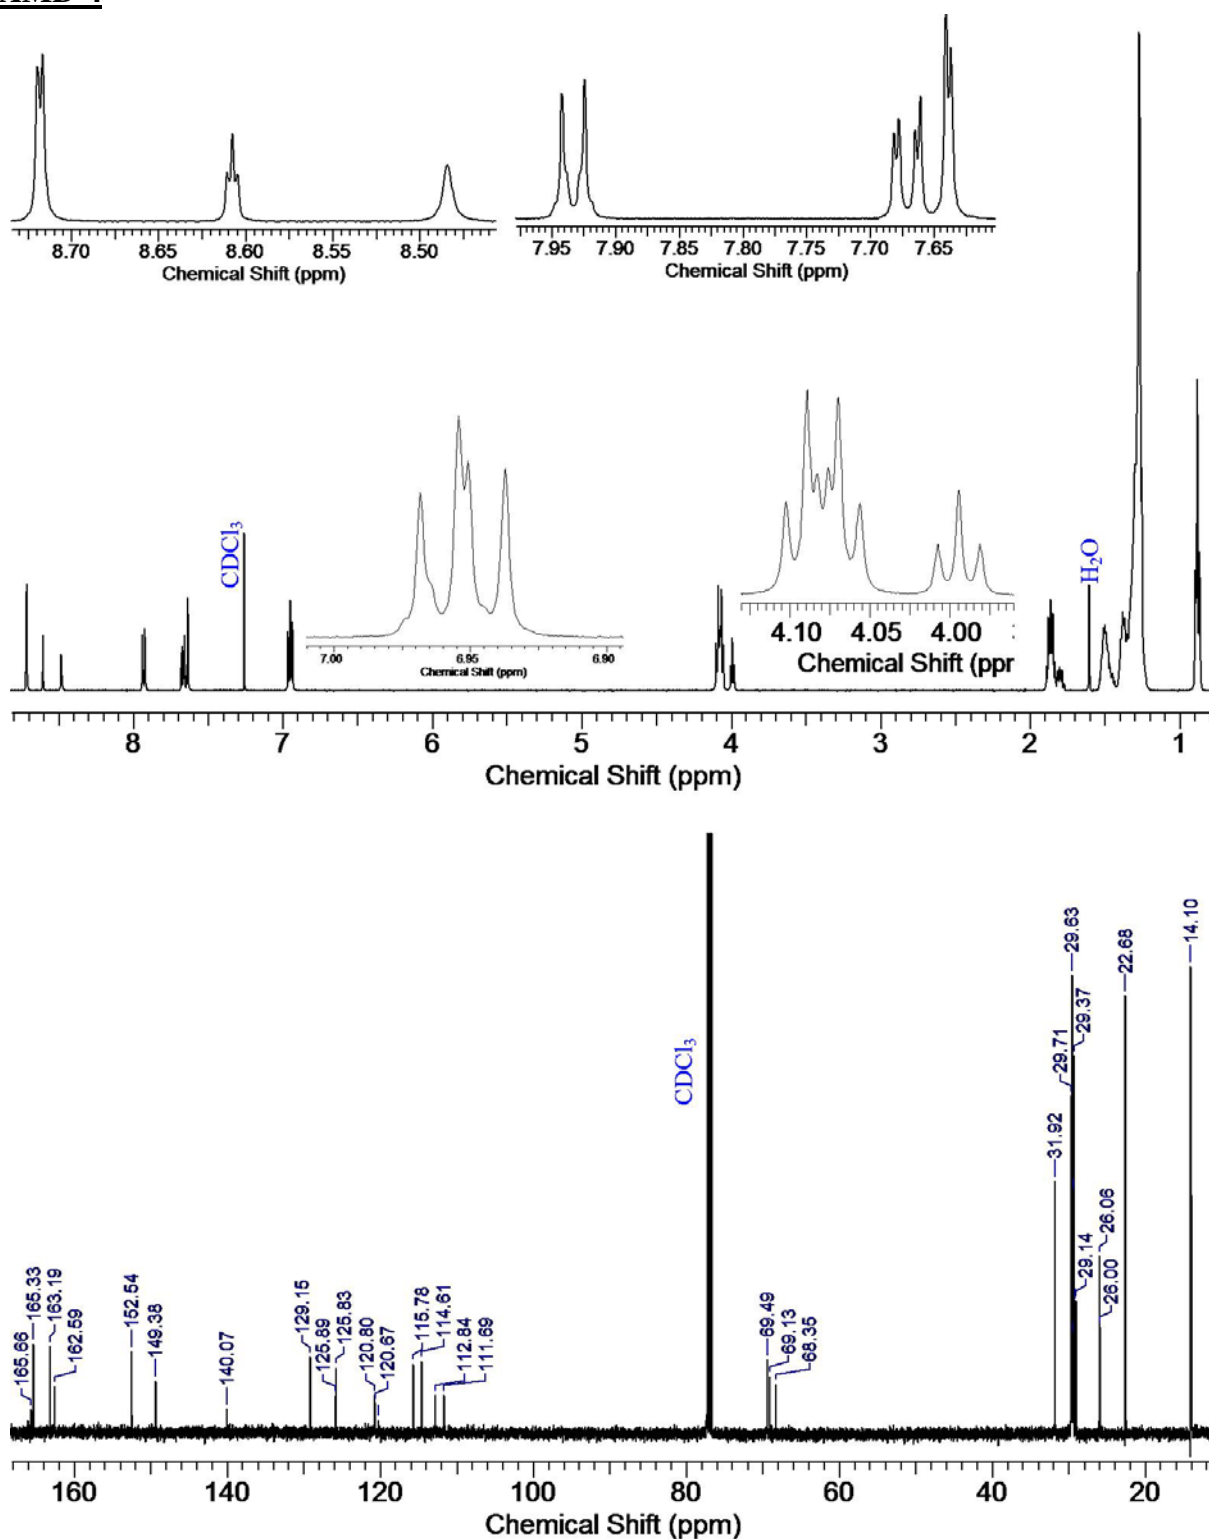 8.70 8.65 8.60 8.55 8.50
Chemical Shift (ppm)
7.95 7.90 7.85 7.80 7.75 7.70 7.65
Chemical Shift (ppm)
CDCl3
7.00 6.95 6.90
Chemical Shift (ppm)
4.10 4.05 4.00
Chemical Shift (ppr
H2O
8 7 6 5 4 3 2 1
Chemical Shift (ppm)
165.66
165.33
163.19
162.59
152.54
149.38
140.07
129.15
125.89
125.83
120.80
120.67
115.78
114.61
112.84
111.69
CDCl3
69.49
69.13
68.35
31.92
29.71
29.63
29.37
29.14
26.06
26.00
22.68
14.10
160 140 120 100 80 60 40 20
Chemical Shift (ppm)